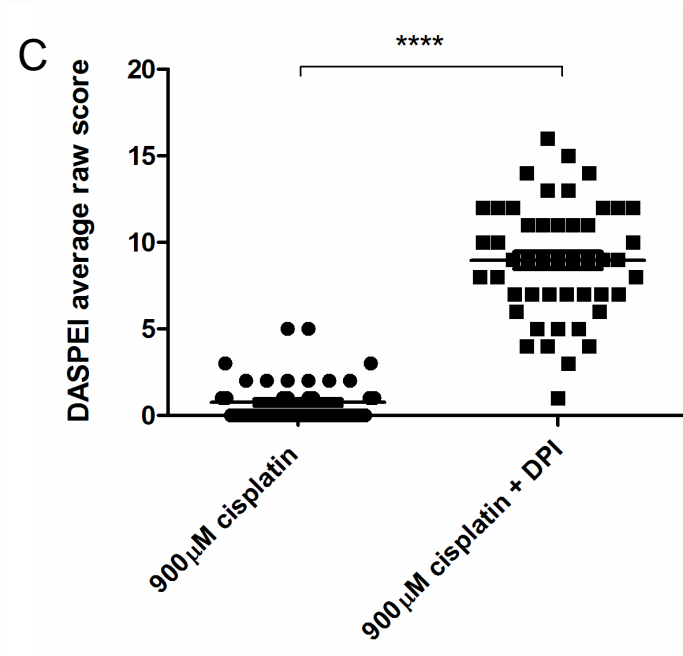 C
****
DASPEI average raw score
20
15
10
5
0
900μM cisplatin
900μM cisplatin + DPI